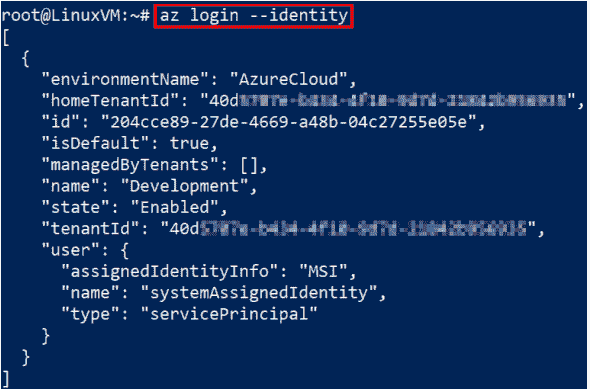 root@LinuxVM:~# az login --identity
[
  {
    "environmentName": "AzureCloud",
    "homeTenantId": "40d
    "id": "204cce89-27de-4669-a48b-04c27255e05e",
    "isDefault": true,
    "managedByTenants": [],
    "name": "Development",
    "state": "Enabled",
    "tenantId": "40d
    "user": {
      "assignedIdentityInfo": "MSI",
      "name": "systemAssignedIdentity",
      "type": "servicePrincipal"
    }
  }
]